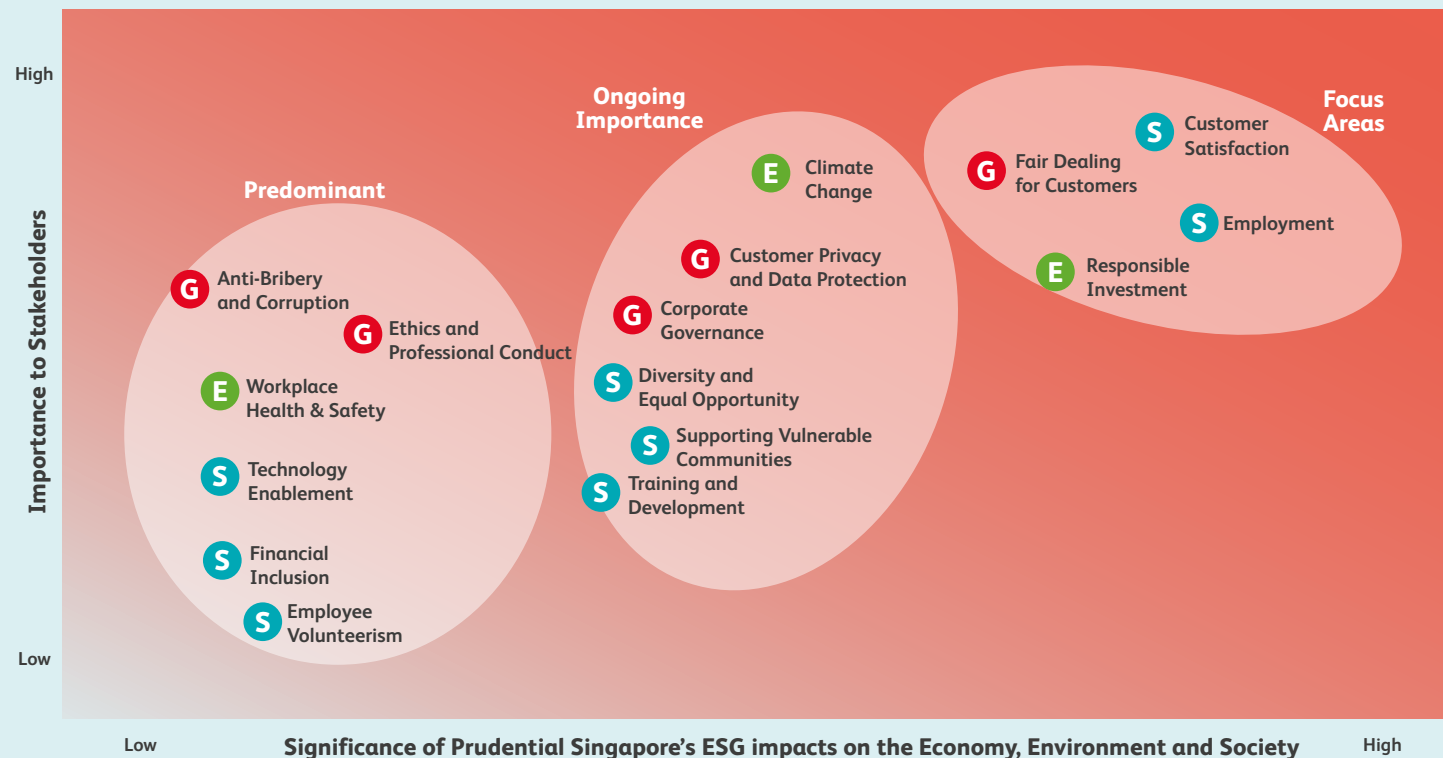 High
Importance to Stakeholders
Low
Predominant
G
Anti-Bribery
and Corruption
G
Ethics and
Professional Conduct
E
Workplace
Health & Safety
S
Technology
Enablement
S
Financial
Inclusion
S
Employee
Volunteerism
Ongoing
Importance
E
Climate
Change
G
Customer Privacy
and Data Protection
G
Corporate
Governance
S
Diversity and
Equal Opportunity
S
Supporting Vulnerable
Communities
S
Training and
Development
Focus
Areas
S
Customer
Satisfaction
G
Fair Dealing
for Customers
S
Employment
E
Responsible
Investment
Low
Significance of Prudential Singapore’s ESG impacts on the Economy, Environment and Society
High